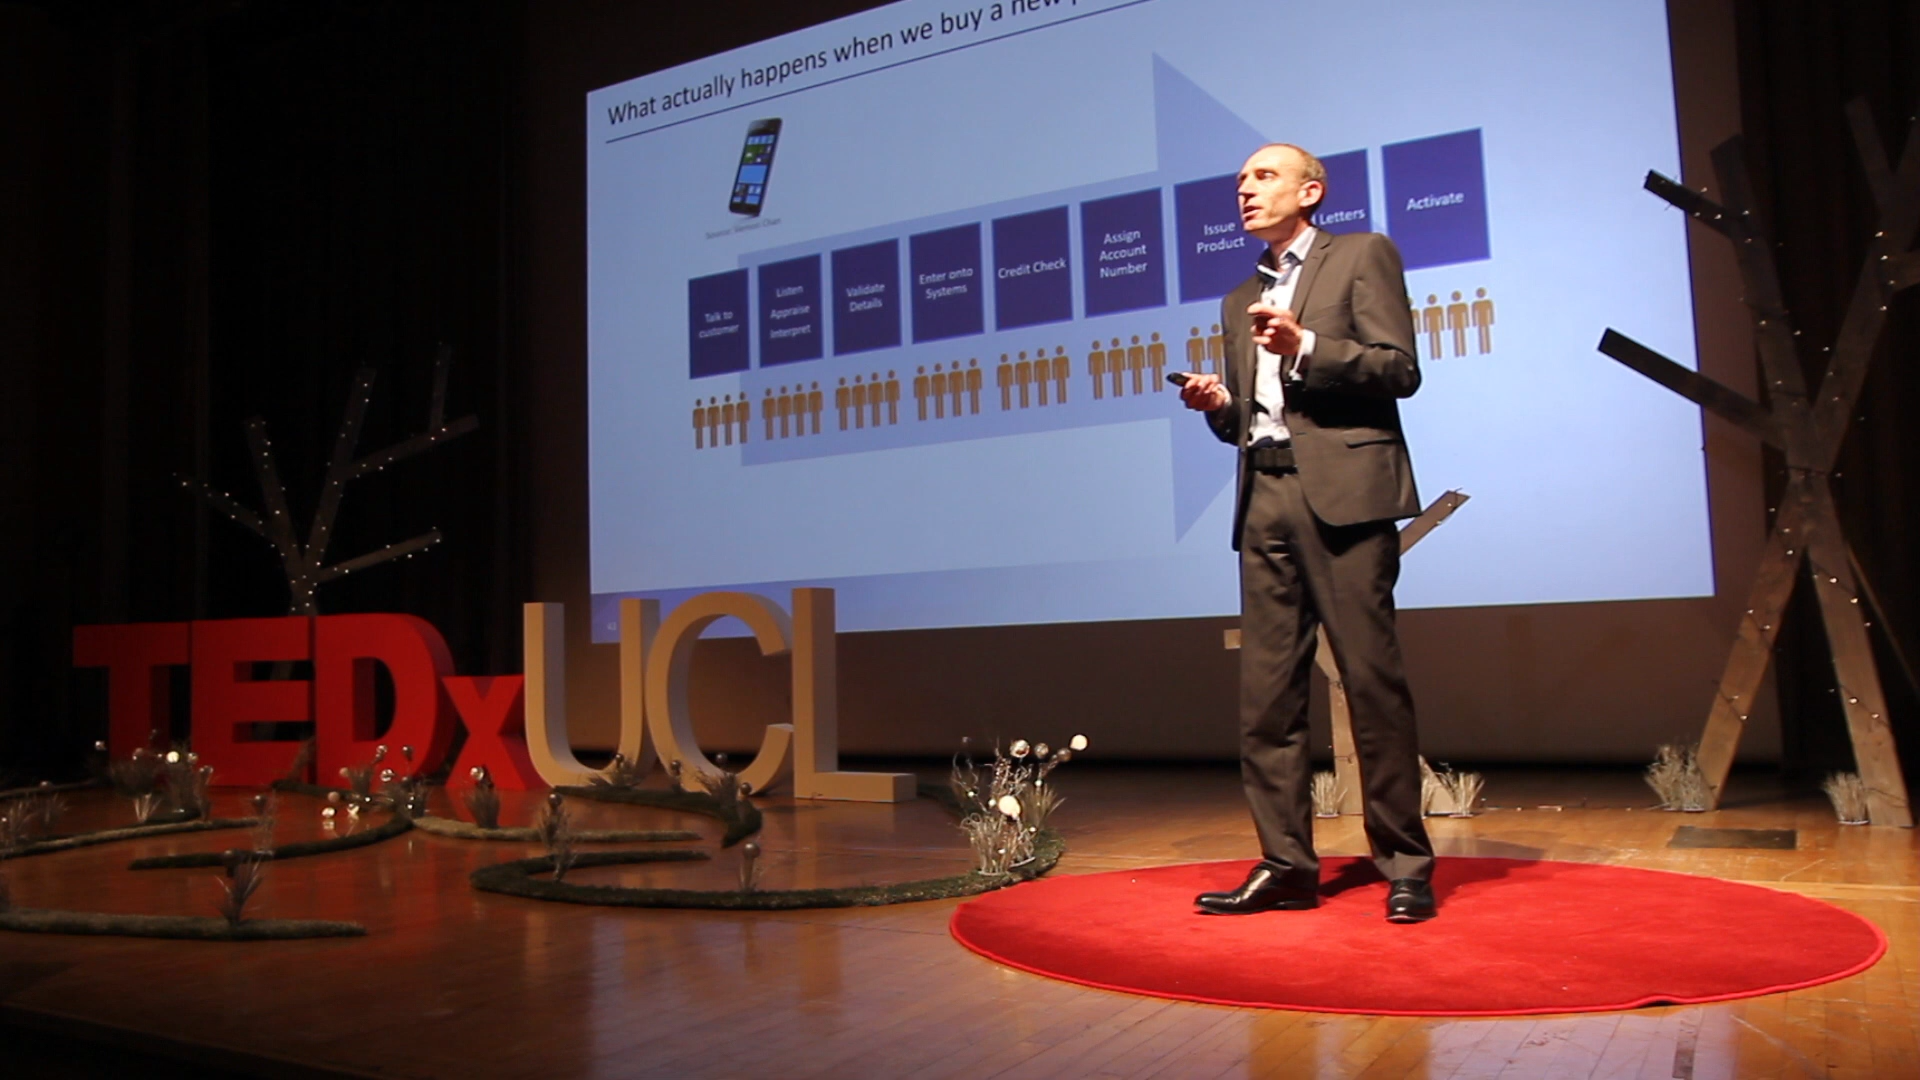 What actually happens when we buy a new
Talk to
customer
Listen
Appraise
Interpret
Validate
Details
Enter onto
Systems
Credit Check
Assign
Account
Number
Issue
Product
Letters
Activate
TEDxUCL